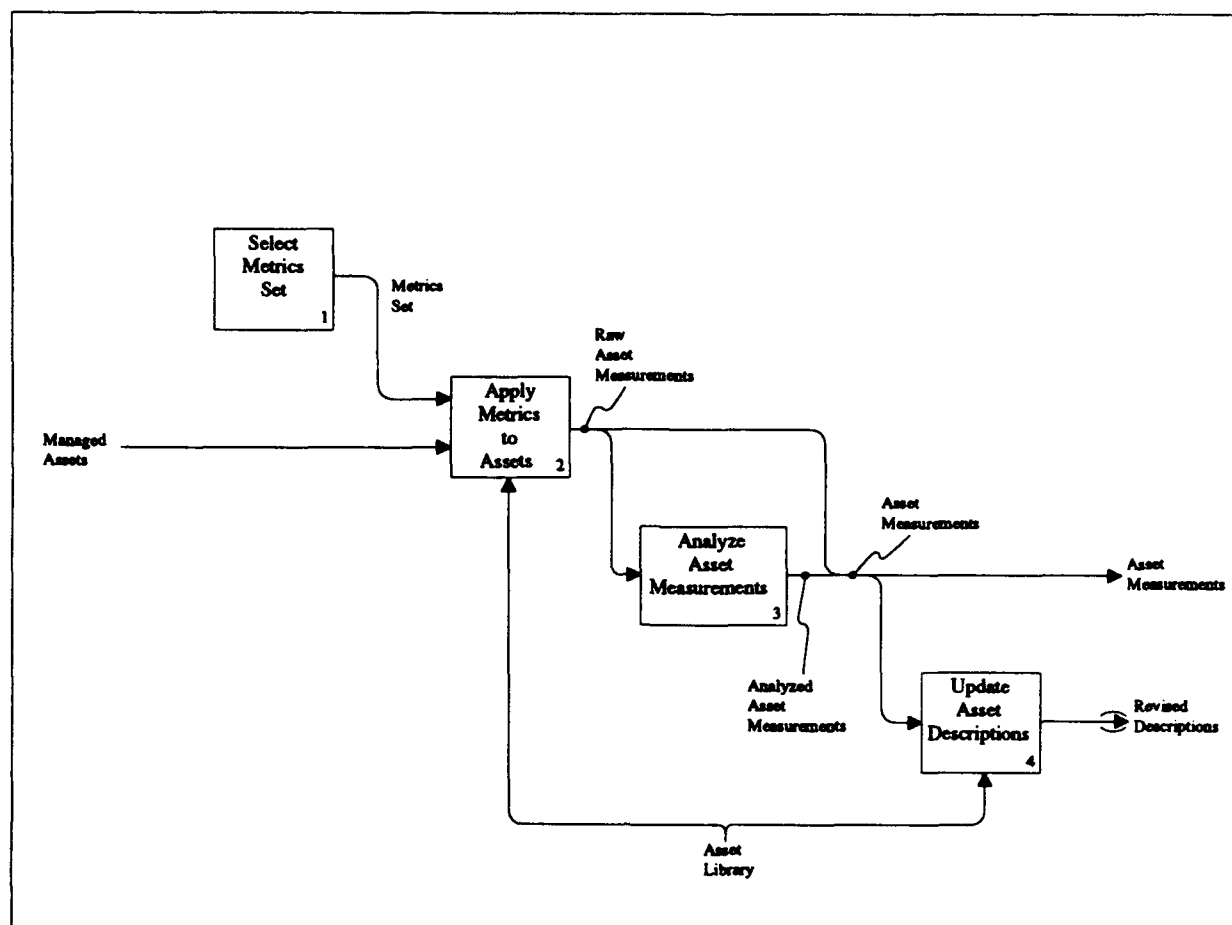 Select
Metrics
Set
1
Metrics
Set
Raw
Asset
Measurements
Apply
Metrics
to
Assets
2
Managed
Assets
Asset
Measurements
Analyze
Asset
Measurements
3
Asset
Measurements
Analyzed
Asset
Measurements
Update
Asset
Descriptions
4
Revised
Descriptions
Asset
Library